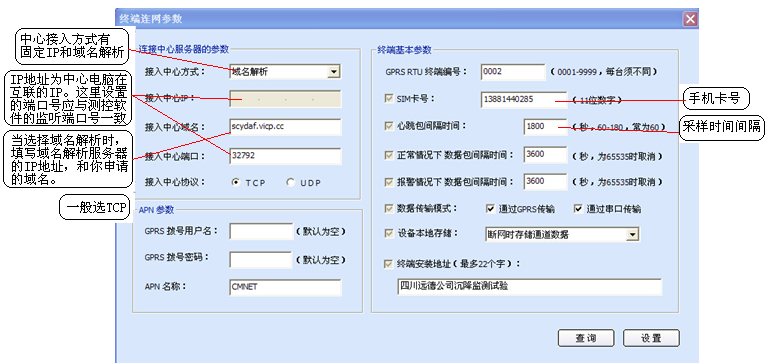 终端连网参数
中心接入方式有
固定IP和域名解析
IP地址为中心电脑在
互联的IP。这里设置
的端口号应与测控软
件的监听端口号一致
当选择域名解析时，
填写域名解析服务器
的IP地址，和你申请
的域名。
一般选TCP
连接中心服务器的参数
接入中心方式： 域名解析
接入中心IP：
接入中心域名： scydaf.vicp.cc
接入中心端口： 32792
接入中心协议： TCP UDP
APN 参数
GPRS 拨号用户名： （默认为空）
GPRS 拨号密码： （默认为空）
APN 名称： CMNET
终端基本参数
GPRS RTU 终端编号： 0002 （0001-9999，每台须不同）
SIM卡号： 13881440285 （11位数字）
心跳包间隔时间： 1800 （秒，60-180，常为60）
正常情况下 数据包间隔时间： 3600 （秒，为65535时取消）
报警情况下 数据包间隔时间： 3600 （秒，为65535时取消）
数据传输模式： 通过GPRS传输 通过串口传输
设备本地存储： 断网时存储通道数据
终端安装地址（最多22个字）：
四川远德公司沉降监测试验
查询 设置
手机卡号
采样时间间隔